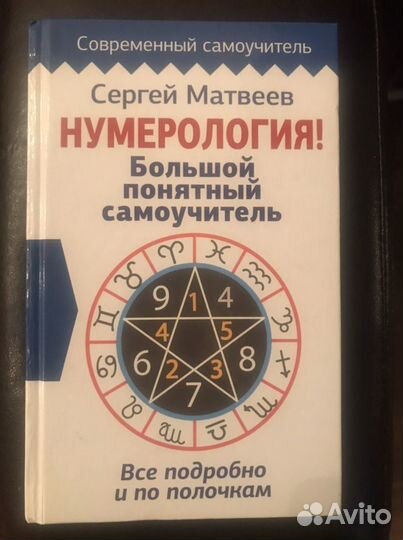 Современный самоучитель
Сергей Матвеев
НУМЕРОЛОГИЯ!
Большой
понятный
самоучитель
9 1 4
4 5
6 2 3 8
7
Все подробно
и по полочкам
Avito